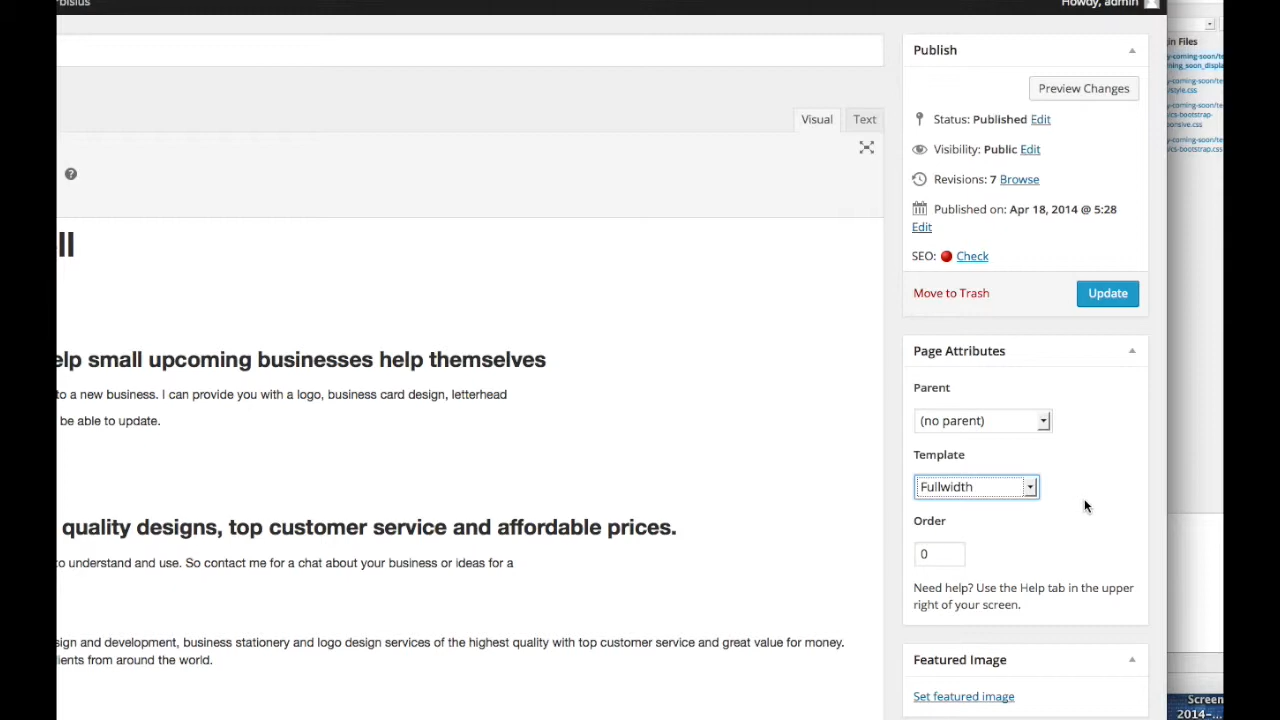 Howdy, admin
Publish
in Files
Preview Changes
Visual Text
Status: Published Edit
Visibility: Public Edit
Revisions: 7 Browse
Published on: Apr 18, 2014 @ 5:28
Edit
SEO: Check
Move to Trash Update
elp small upcoming businesses help themselves
to a new business. I can provide you with a logo, business card design, letterhead
be able to update.
Page Attributes
Parent
(no parent)
Template
Fullwidth
Order
0
Need help? Use the Help tab in the upper
right of your screen.
quality designs, top customer service and affordable prices.
to understand and use. So contact me for a chat about your business or ideas for a
sign and development, business stationery and logo design services of the highest quality with top customer service and great value for money.
lients from around the world.
Featured Image
Set featured image
Screen
2014-...